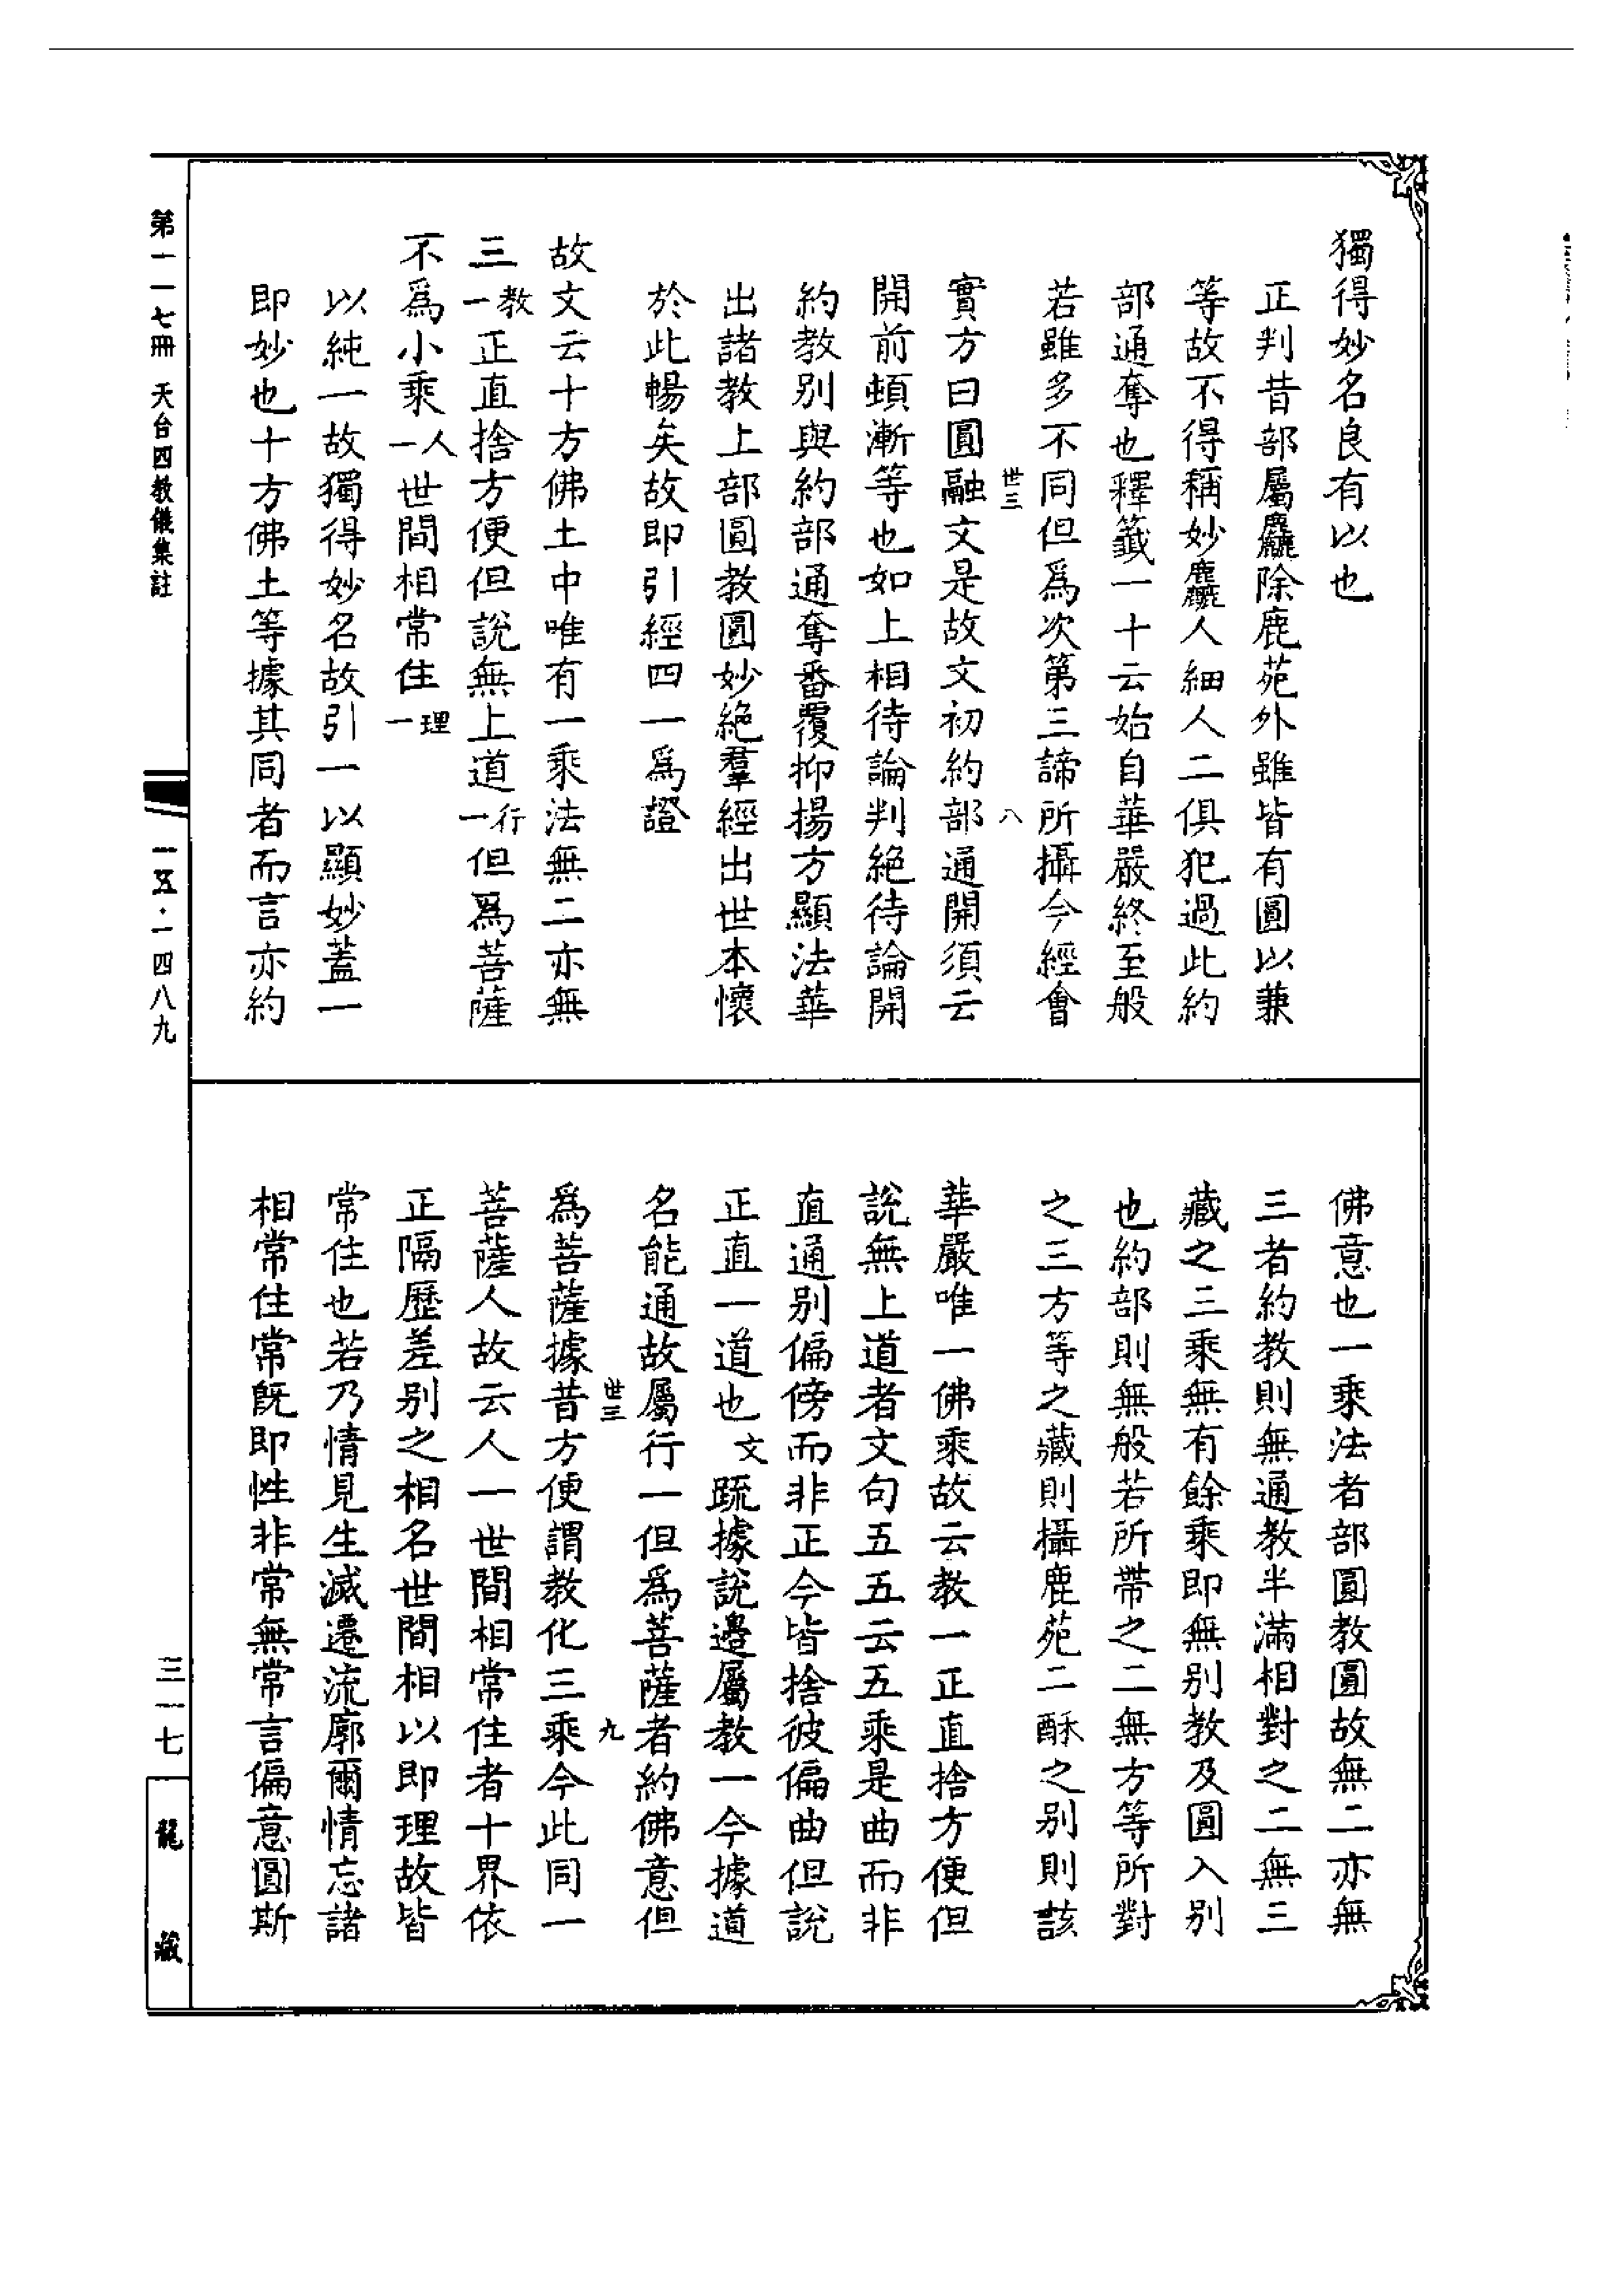 獨得妙名良有以也
正判昔部屬麤除鹿苑外雖皆有圓以兼
等故不得稱妙麤人細人二俱犯過此約
部通奪也釋籤一十云始自華嚴終至般
若雖多不同但為次第三諦所攝今經會
世三 八
實方曰圓融文是故文初約部通開須云
開前頓漸等也如上相待論判絕待論開
約教別與約部通奪番覆抑揚方顯法華
出諸教上部圓教圓妙絕羣經出世本懷
於此暢矣故即引經四一為證
故文云十方佛土中唯有一乘法無二亦無
三教一正直捨方便但說無上道行一但為菩薩
不為小乘人一世間相常住理一
以純一故獨得妙名故引一以顯妙蓋一
即妙也十方佛土等據其同者而言亦約
佛意也一乘法者部圓教圓故無二亦無
三者約教則無通教半滿相對之二無三
藏之三乘無有餘乘即無別教及圓入別
也約部則無般若所帶之二無方等所對
之三方等之藏則攝鹿苑二酥之別則該
華嚴唯一佛乘故云教一正直捨方便但
說無上道者文句五五云五乘是曲而非
直通別偏傍而非正今皆捨彼偏曲但說
正直一道也文䟽據說邊屬教一今據道
名能通故屬行一但為菩薩者約佛意但
世三 九
為菩薩據昔方便謂教化三乘今此同一
菩薩人故云人一世間相常住者十界依
正隔歷差別之相名世間相以即理故皆
常住也若乃情見生滅遷流廓爾情忘諸
相常住常既即性非常無常言偏意圓斯
第一一七冊 天台四教儀集註
一五·一四八九
三一七
龍藏